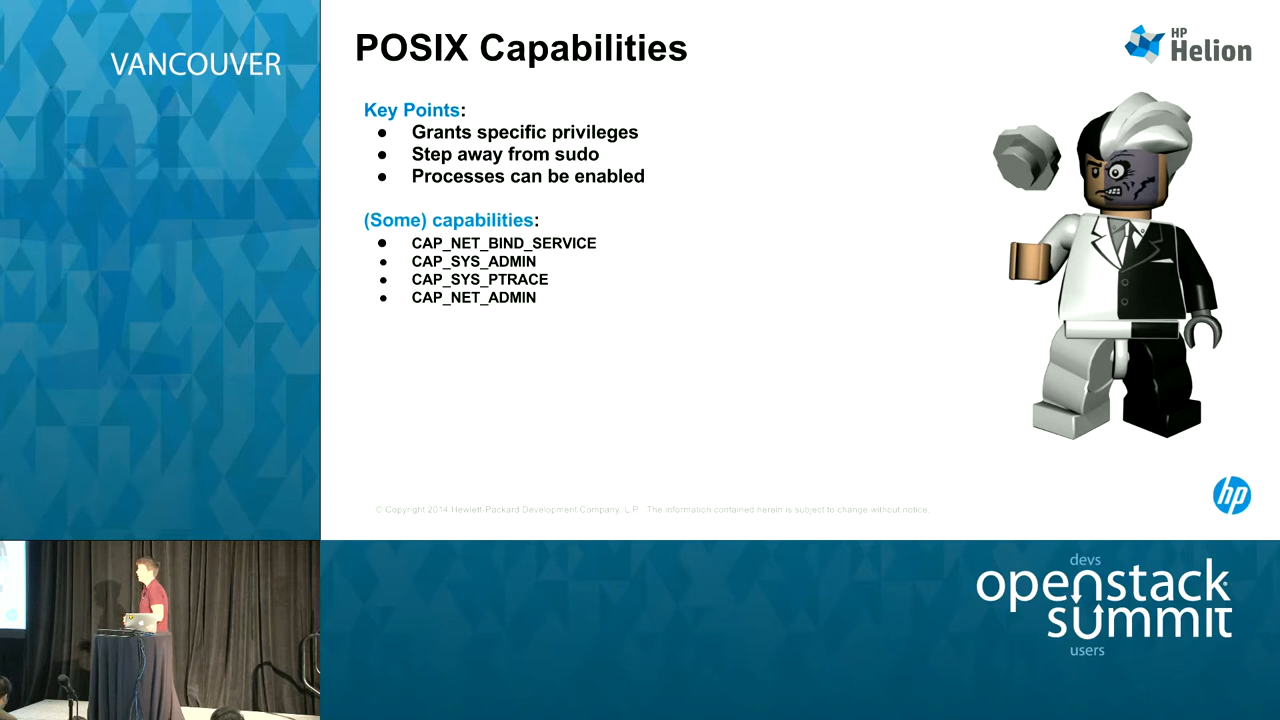 VANCOUVER
POSIX Capabilities
HP
Helion
Key Points:
● Grants specific privileges
● Step away from sudo
● Processes can be enabled
(Some) capabilities:
● CAP_NET_BIND_SERVICE
● CAP_SYS_ADMIN
● CAP_SYS_PTRACE
● CAP_NET_ADMIN
hp
© Copyright 2014 Hewlett-Packard Development Company, L.P. The information contained herein is subject to change without notice.
devs
openstack
summit
users